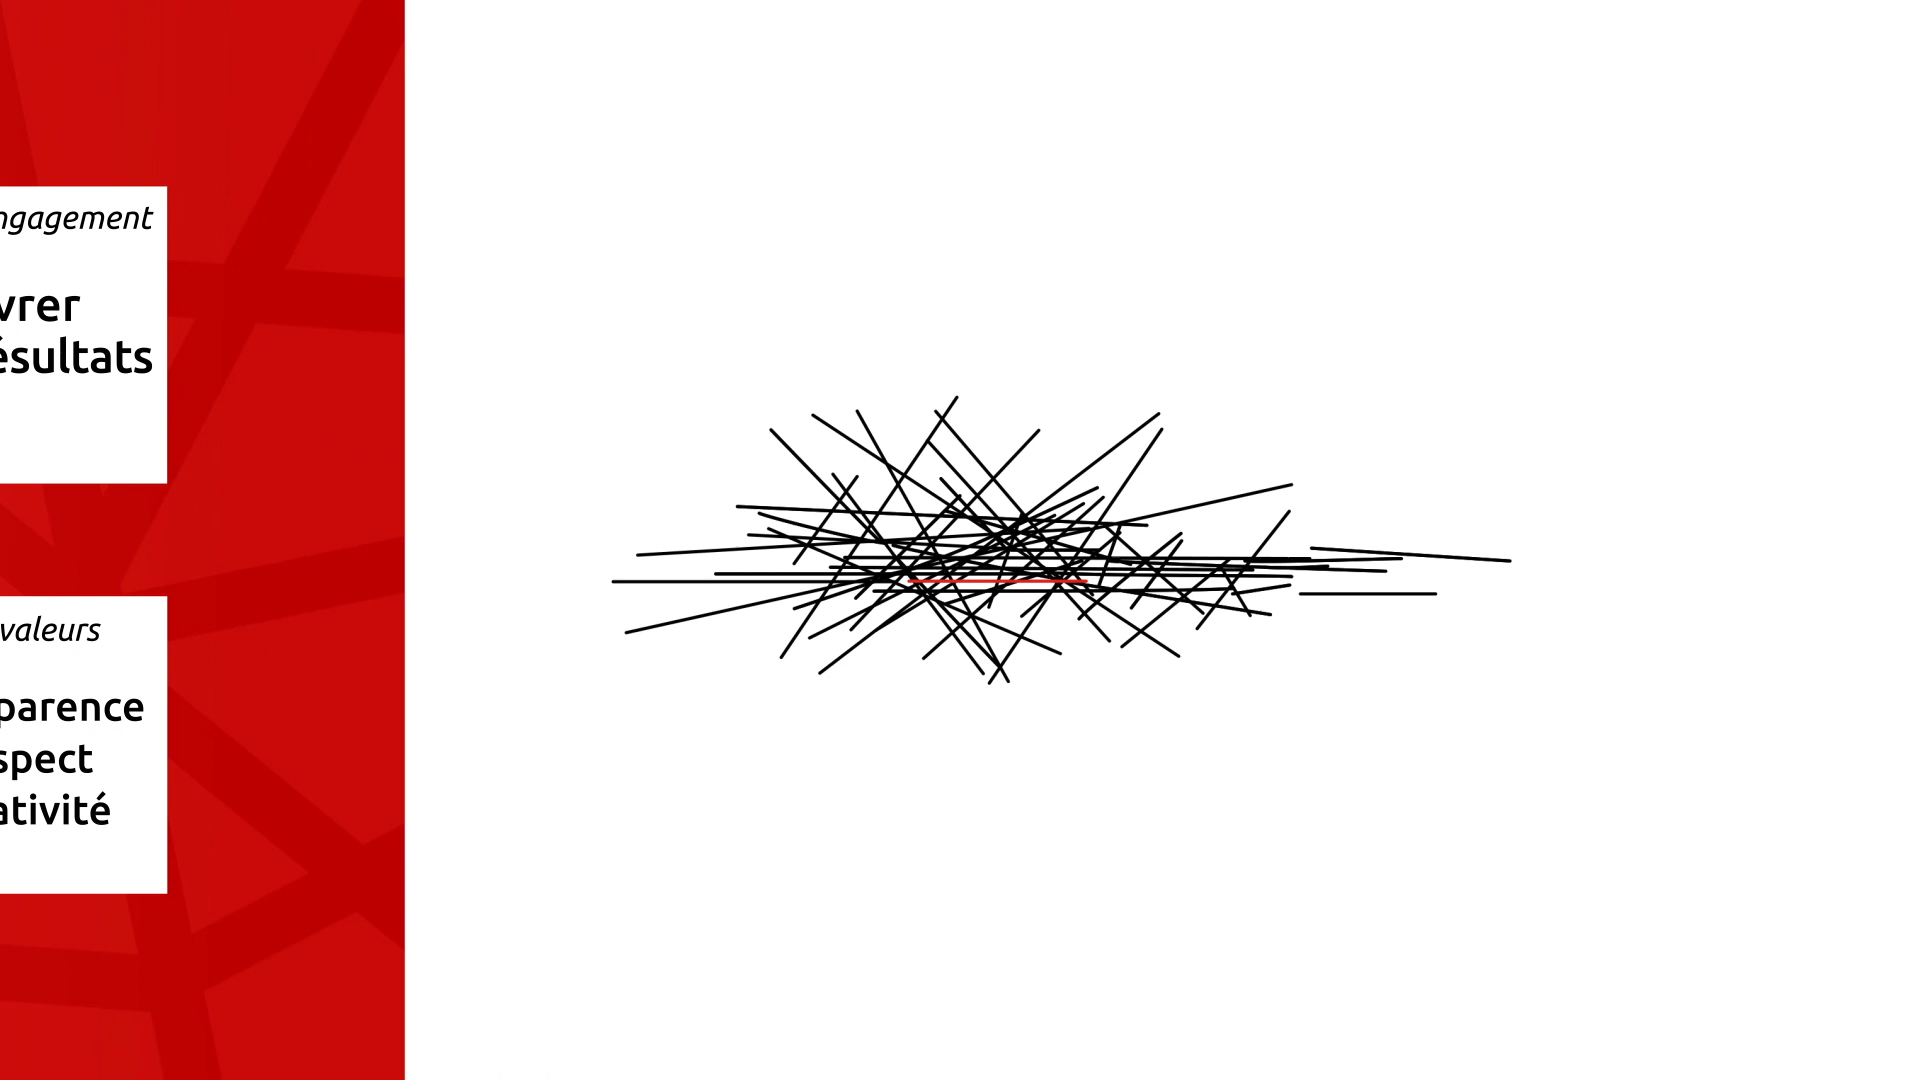 ngagement
vrer
ésultats
valeurs
parence
spect
ativité